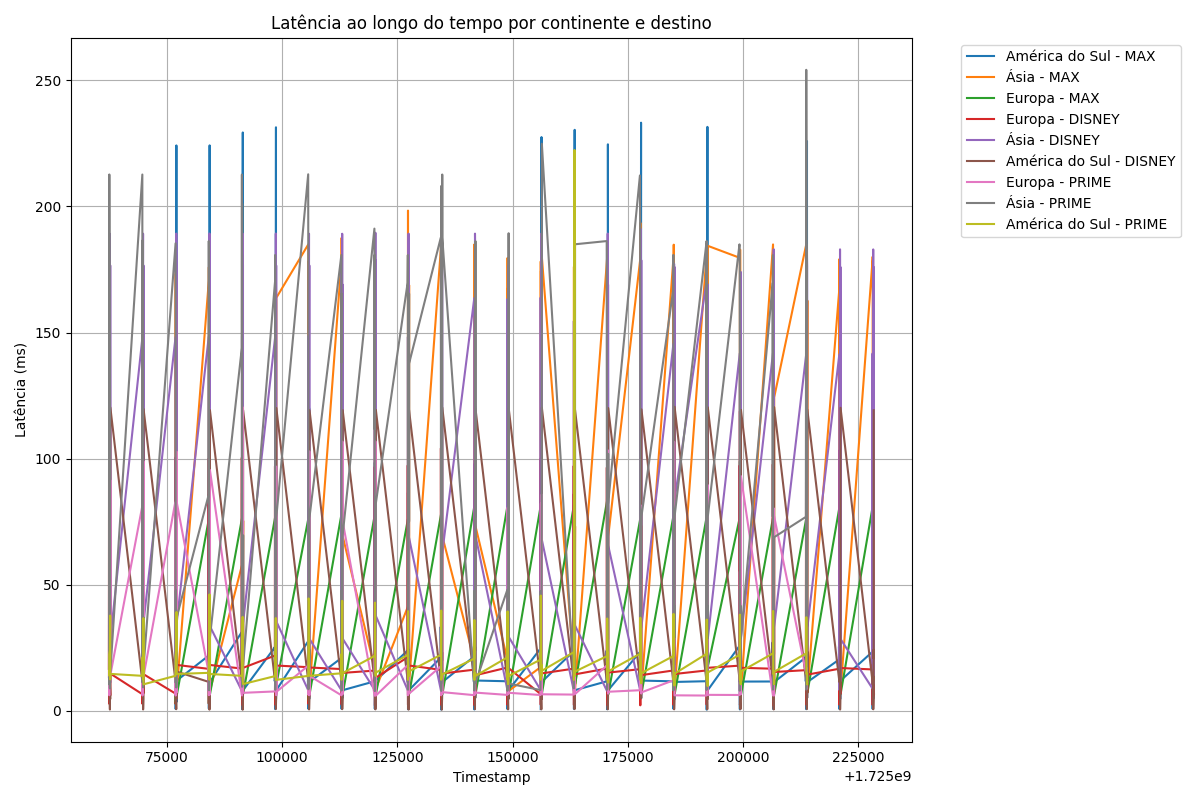 Latência ao longo do tempo por continente e destino
América do Sul - MAX
Ásia - MAX
Europa - MAX
Europa - DISNEY
Ásia - DISNEY
América do Sul - DISNEY
Europa - PRIME
Ásia - PRIME
América do Sul - PRIME
Latência (ms)
250
200
150
100
50
0
75000 100000 125000 150000 175000 200000 225000
Timestamp
+1.725e9